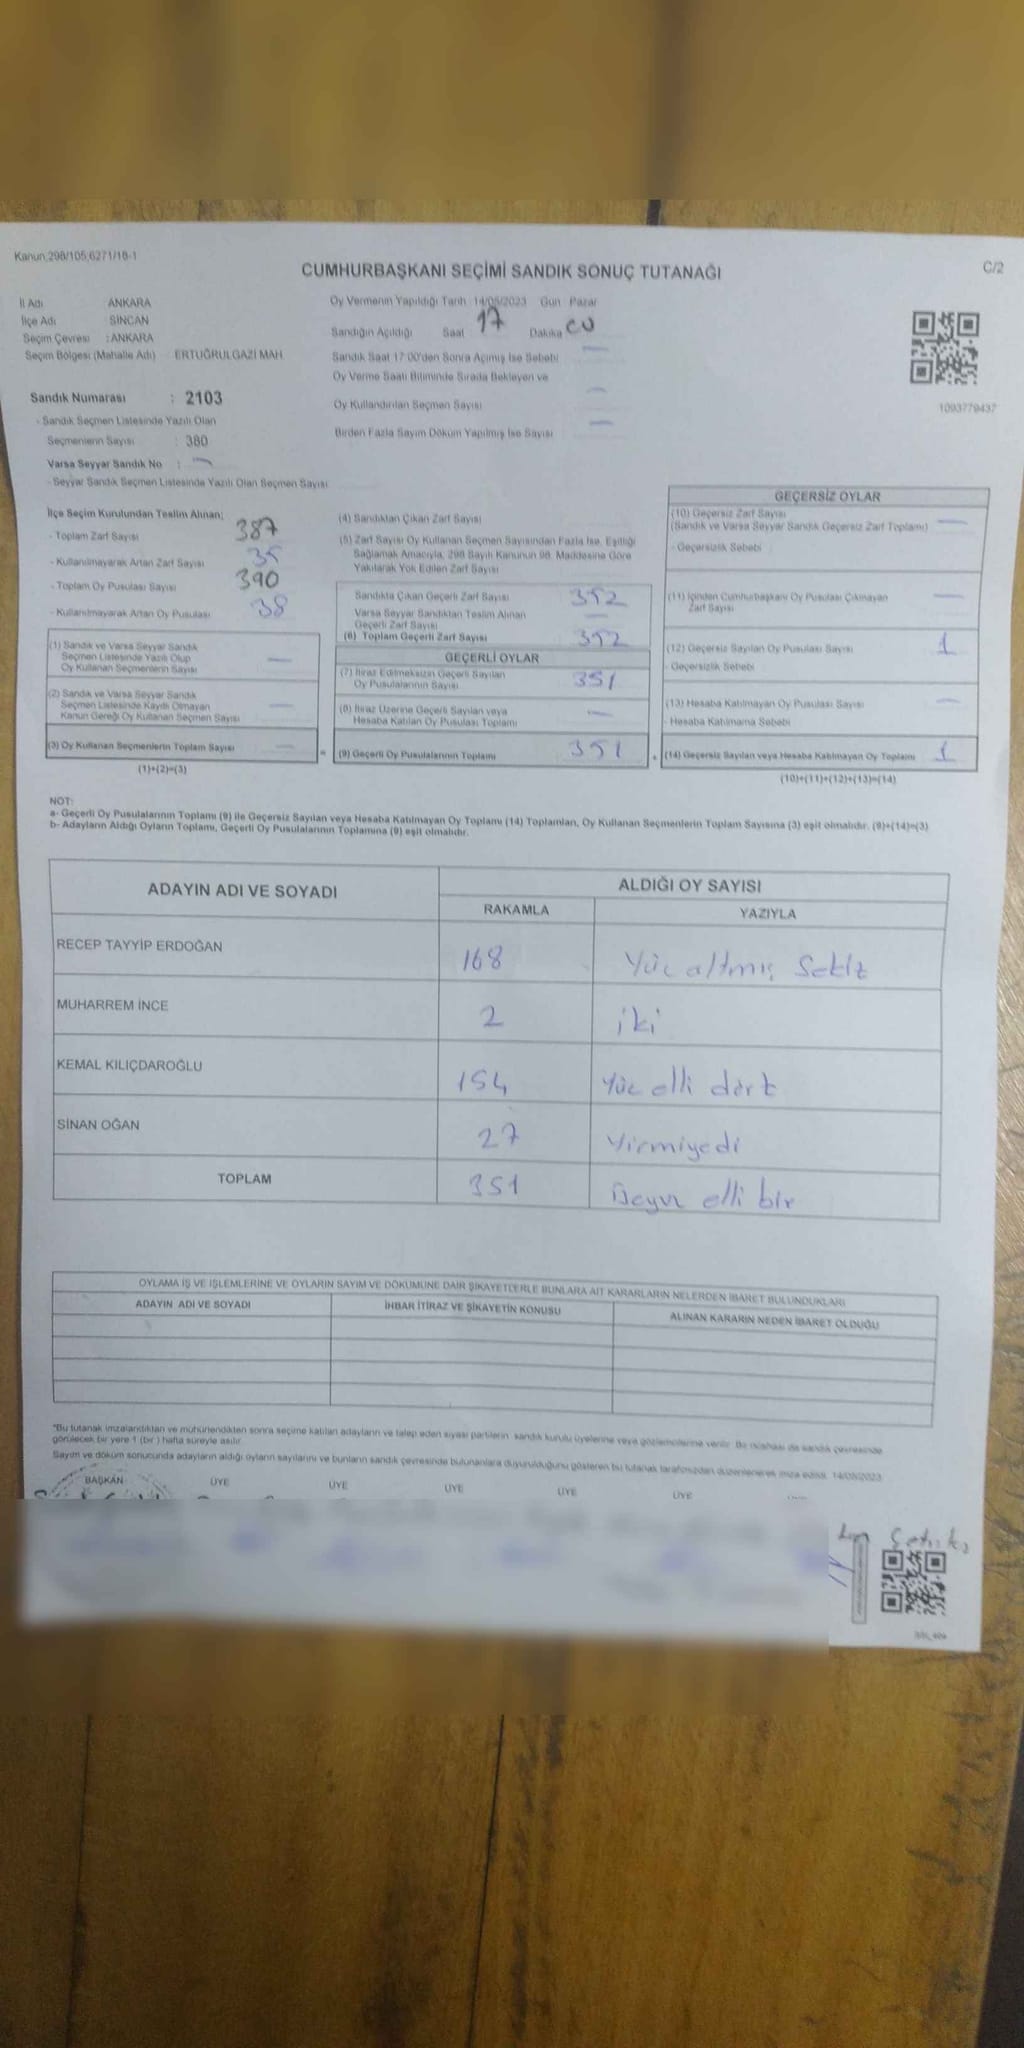 Kanun,298/105,6271/18-1
CUMHURBAŞKANI SEÇİMİ SANDIK SONUÇ TUTANAĞI
C/2
İl Adı ANKARA
İlçe Adı SİNCAN
Seçim Çevresi : ANKARA
Seçim Bölgesi (Mahalle Adı) ERTUĞRULGAZİ MAH
Oy Vermenin Yapıldığı Tarih 14/05/2023 Gün Pazar
Sandığın Açıldığı Saat 17 Dakika 00
Sandık Saat 17 00'den Sonra Açımış İse Sebebi
Oy Verme Saati Bitiminde Sırada Bekleyen ve
Oy Kullandırılan Seçmen Sayısı
Birden Fazla Sayım Döküm Yapılmış İse Sayısı
1093779437
Sandık Numarası : 2103
- Sandık Seçmen Listesinde Yazılı Olan
Seçmenlerin Sayısı : 380
Varsa Seyyar Sandık No : —
- Seyyar Sandık Seçmen Listesinde Yazılı Olan Seçmen Sayısı
İlçe Seçim Kurulundan Teslim Alınan;
- Toplam Zarf Sayısı 387
- Kullanılmayarak Artan Zarf Sayısı 35
- Toplam Oy Pusulası Sayısı 390
- Kullanılmayarak Artan Oy Pusulası 38
(1) Sandık ve Varsa Seyyar Sandık
Seçmen Listesinde Yazılı Olup
Oy Kullanan Seçmenlerin Sayısı —
(2) Sandık ve Varsa Seyyar Sandık
Seçmen Listesinde Kayıtlı Olmayan
Kanun Gereği Oy Kullanan Seçmen Sayısı —
(3) Oy Kullanan Seçmenlerin Toplam Sayısı —
(1)+(2)=(3)
(4) Sandıktan Çıkan Zarf Sayısı
(5) Zarf Sayısı Oy Kullanan Seçmen Sayısından Fazla İse, Eşitliği
Sağlamak Amacıyla, 298 Sayılı Kanunun 98. Maddesine Göre
Yakılarak Yok Edilen Zarf Sayısı
Sandıkta Çıkan Geçerli Zarf Sayısı 352
Varsa Seyyar Sandıktan Teslim Alınan
Geçerli Zarf Sayısı —
(6) Toplam Geçerli Zarf Sayısı 352
GEÇERLİ OYLAR
(7) İtiraz Edilmeksizin Geçerli Sayılan
Oy Pusulalarının Sayısı 351
(8) İtiraz Üzerine Geçerli Sayılan veya
Hesaba Katılan Oy Pusulası Toplamı —
= (9) Geçerli Oy Pusulalarının Toplamı 351
GEÇERSİZ OYLAR
(10) Geçersiz Zarf Sayısı
(Sandık ve Varsa Seyyar Sandık Geçersiz Zarf Toplamı) —
- Geçersizlik Sebebi
(11) İçinden Cumhurbaşkanı Oy Pusulası Çıkmayan
Zarf Sayısı —
(12) Geçersiz Sayılan Oy Pusulası Sayısı 1
- Geçersizlik Sebebi
(13) Hesaba Katılmayan Oy Pusulası Sayısı —
- Hesaba Katılmama Sebebi
+ (14) Geçersiz Sayılan veya Hesaba Katılmayan Oy Toplamı 1
(10)+(11)+(12)+(13)=(14)
NOT:
a- Geçerli Oy Pusulalarının Toplamı (9) ile Geçersiz Sayılan veya Hesaba Katılmayan Oy Toplamı (14) Toplamları, Oy Kullanan Seçmenlerin Toplam Sayısına (3) eşit olmalıdır. (9)+(14)=(3)
b- Adayların Aldığı Oyların Toplamı, Geçerli Oy Pusulalarının Toplamına (9) eşit olmalıdır.
ADAYIN ADI VE SOYADI
ALDIĞI OY SAYISI
RAKAMLA YAZIYLA
RECEP TAYYİP ERDOĞAN 168 Yüz altmış Sekiz
MUHARREM İNCE 2 iki
KEMAL KILIÇDAROĞLU 154 Yüz elli dört
SİNAN OĞAN 27 Yirmiyedi
TOPLAM 351 elli bir
OYLAMA İŞ VE İŞLEMLERİNE VE OYLARIN SAYIM VE DÖKÜMÜNE DAİR ŞİKAYETLERLE BUNLARA AİT KARARLARIN NELERDEN İBARET BULUNDUKLARI
ADAYIN ADI VE SOYADI İHBAR İTİRAZ VE ŞİKAYETİN KONUSU ALINAN KARARIN NEDEN İBARET OLDUĞU
*Bu tutanak imzalandıktan ve mühürlendikten sonra seçime katılan adayların ve talep eden siyasi partilerin sandık kurulu üyelerine veya gözlemcilerine verilir. Bir nüshası da sandık çevresinde
görülecek bir yere 1 (bir) hafta süreyle asılır.
Sayım ve döküm sonucunda adayların aldığı oyların sayılarını ve bunların sandık çevresinde bulunanlara duyurulduğunu gösteren bu tutanak tarafımızdan düzenlenerek imza edildi. 14/05/2023
BAŞKAN ÜYE ÜYE ÜYE ÜYE ÜYE